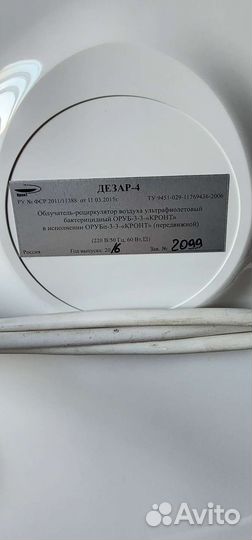 ДЕЗАР-4
РУ № ФСР 2011/11388 от 11.03.2015г. ТУ 9451-029-11769436-2006
Облучатель-рециркулятор воздуха ультрафиолетовый
бактерицидный ОРУБ-3-3-«КРОНТ»
в исполнении ОРУБп-3-3-«КРОНТ» (передвижной)
(220 В/50 Гц, 60 Вт,
Россия Год выпуска: 2016 Зав. № 2099
Avito